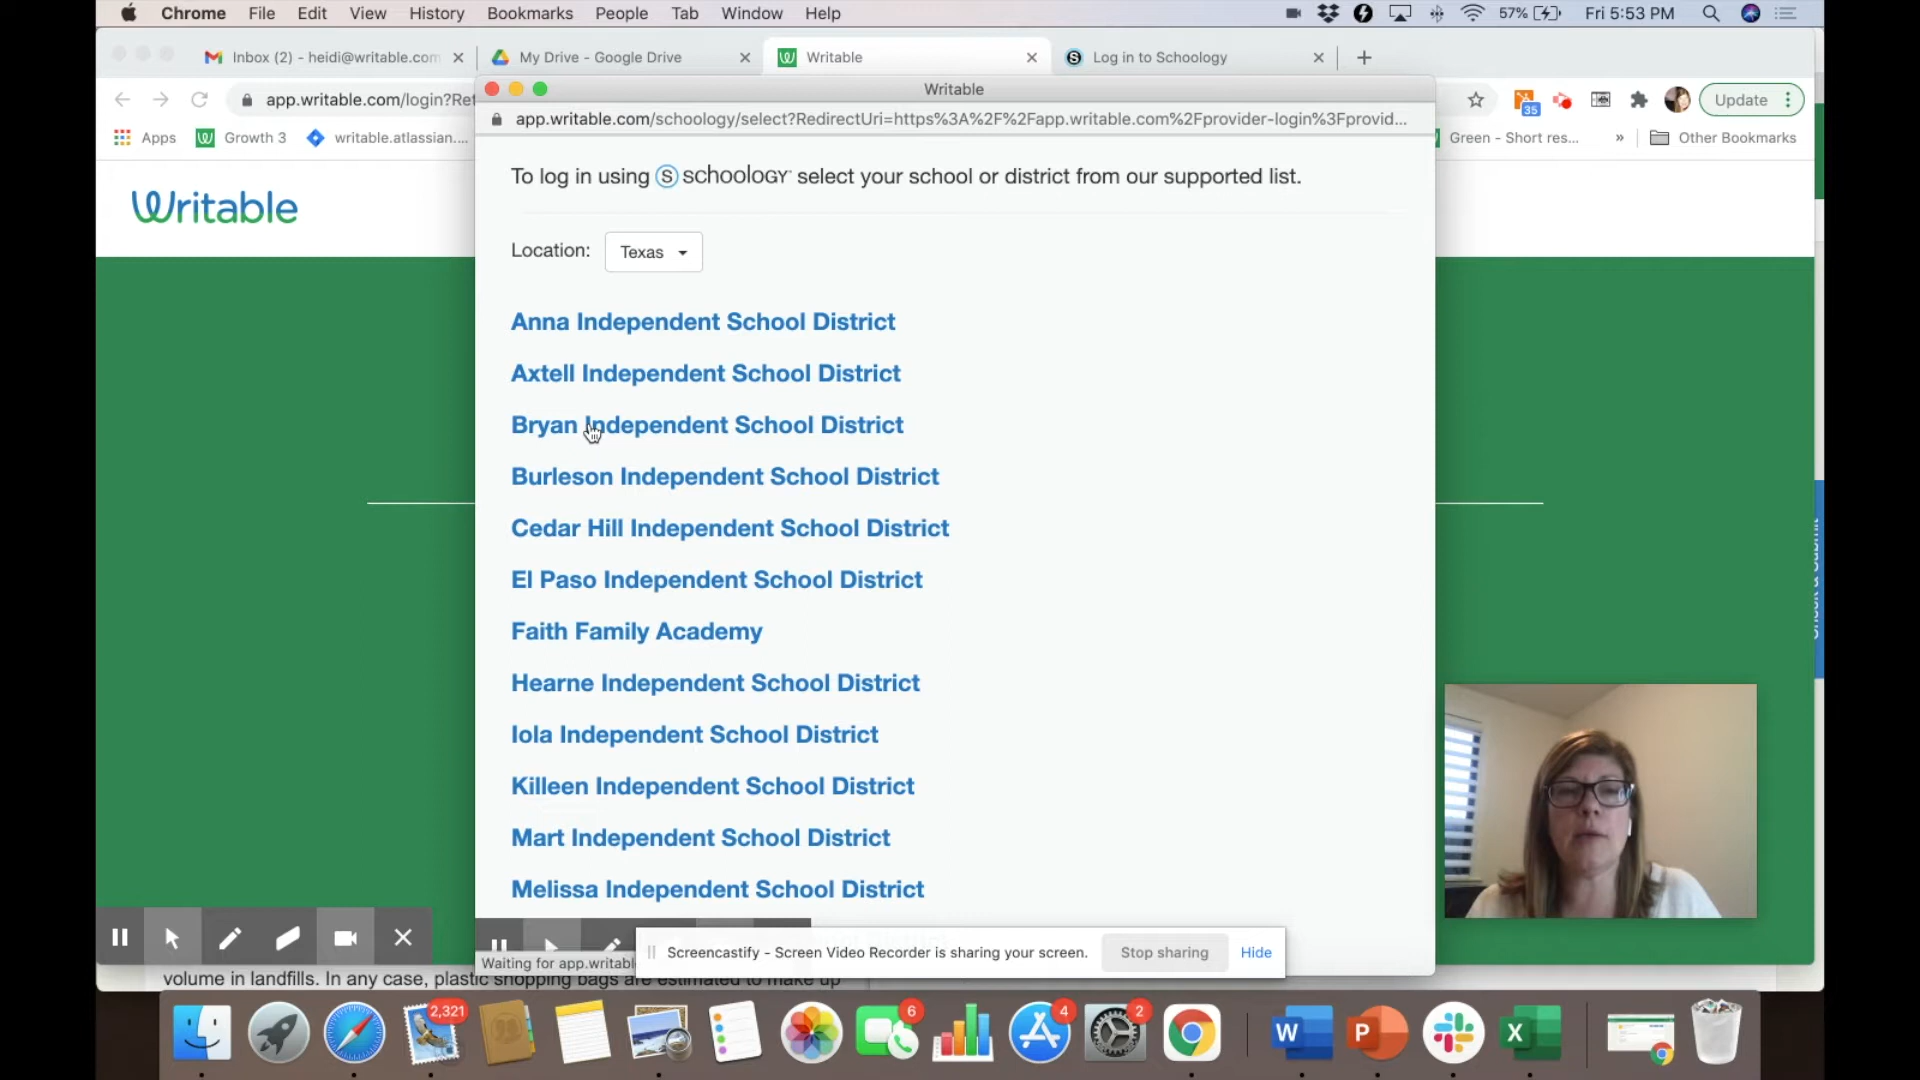 Chrome File Edit View History Bookmarks People Tab Window Help 57% Fri 5:53 PM
Inbox (2) - heidi@writable.com
My Drive - Google Drive
Writable
Log in to Schoology
Writable
app.writable.com/login?Ret
35
Update
app.writable.com/schoology/select?RedirectUri=https%3A%2F%2Fapp.writable.com%2Fprovider-login%3Fprovid...
Apps Growth 3 writable.atlassian....
Green - Short res... » Other Bookmarks
Writable
To log in using schoology select your school or district from our supported list.
Location: Texas
Anna Independent School District
Axtell Independent School District
Bryan Independent School District
Burleson Independent School District
Cedar Hill Independent School District
El Paso Independent School District
Faith Family Academy
Hearne Independent School District
Iola Independent School District
Killeen Independent School District
Mart Independent School District
Melissa Independent School District
Screencastify - Screen Video Recorder is sharing your screen. Stop sharing Hide
Waiting for app.writabl
volume in landfills. In any case, plastic shopping bags are estimated to make up
2,321
6
4
2
W
P
X